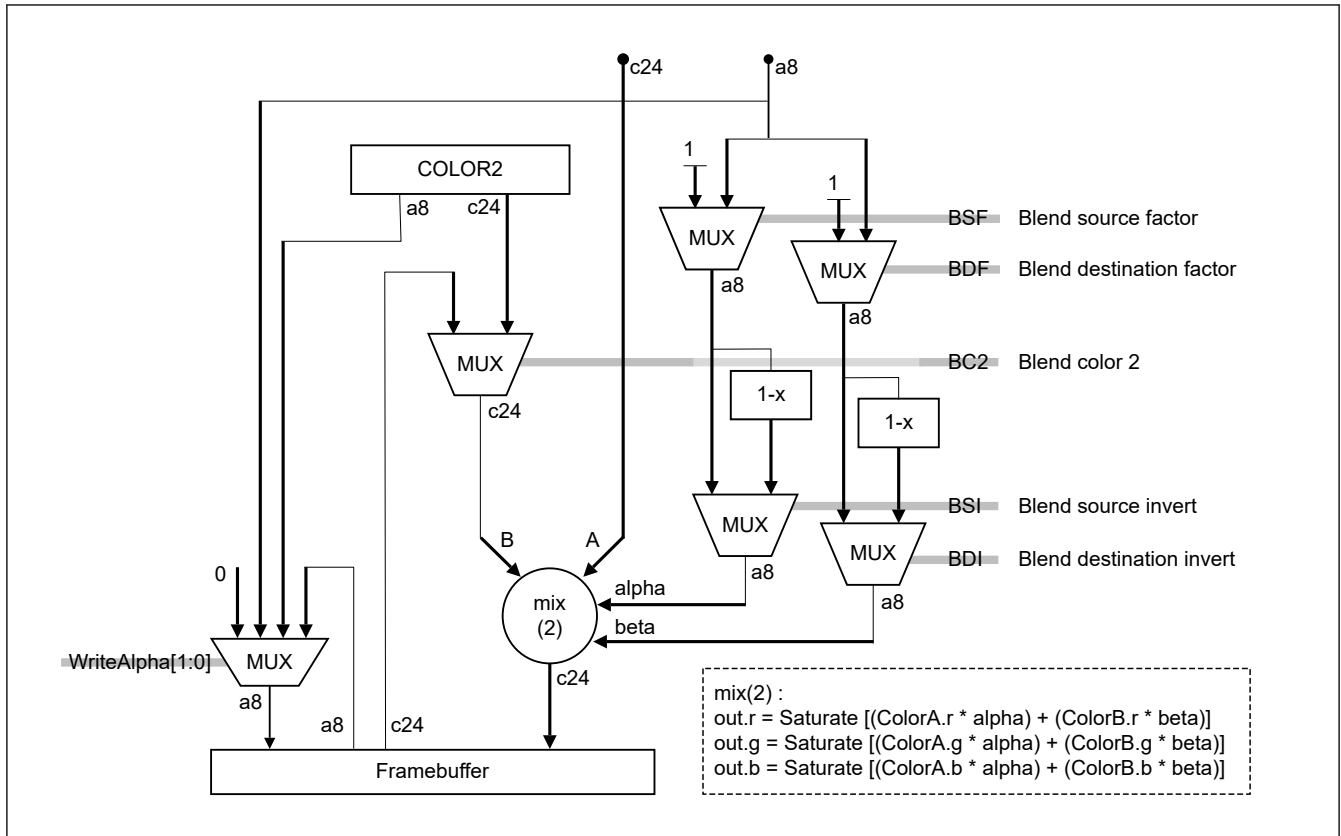 c24
a8
COLOR2
a8
c24
1
1
MUX
BSF
Blend source factor
MUX
BDF
Blend destination factor
a8
a8
MUX
BC2
Blend color 2
1-x
c24
1-x
MUX
BSI
Blend source invert
B
A
MUX
BDI
Blend destination invert
0
a8
alpha
mix
(2)
a8
beta
WriteAlpha[1:0]
MUX
c24
a8
a8
c24
Framebuffer
mix(2) :
out.r = Saturate [(ColorA.r * alpha) + (ColorB.r * beta)]
out.g = Saturate [(ColorA.g * alpha) + (ColorB.g * beta)]
out.b = Saturate [(ColorA.b * alpha) + (ColorB.b * beta)]